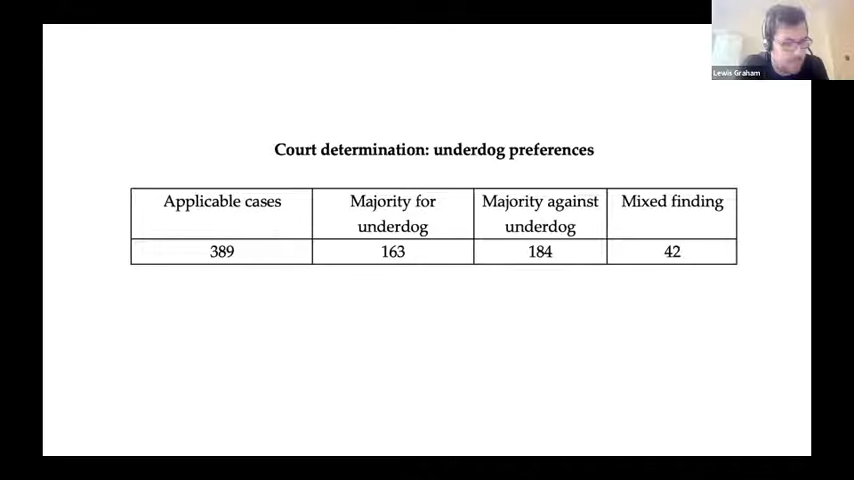 Lewis Graham
Court determination: underdog preferences
Applicable cases
Majority for
underdog
Majority against
underdog
Mixed finding
389
163
184
42